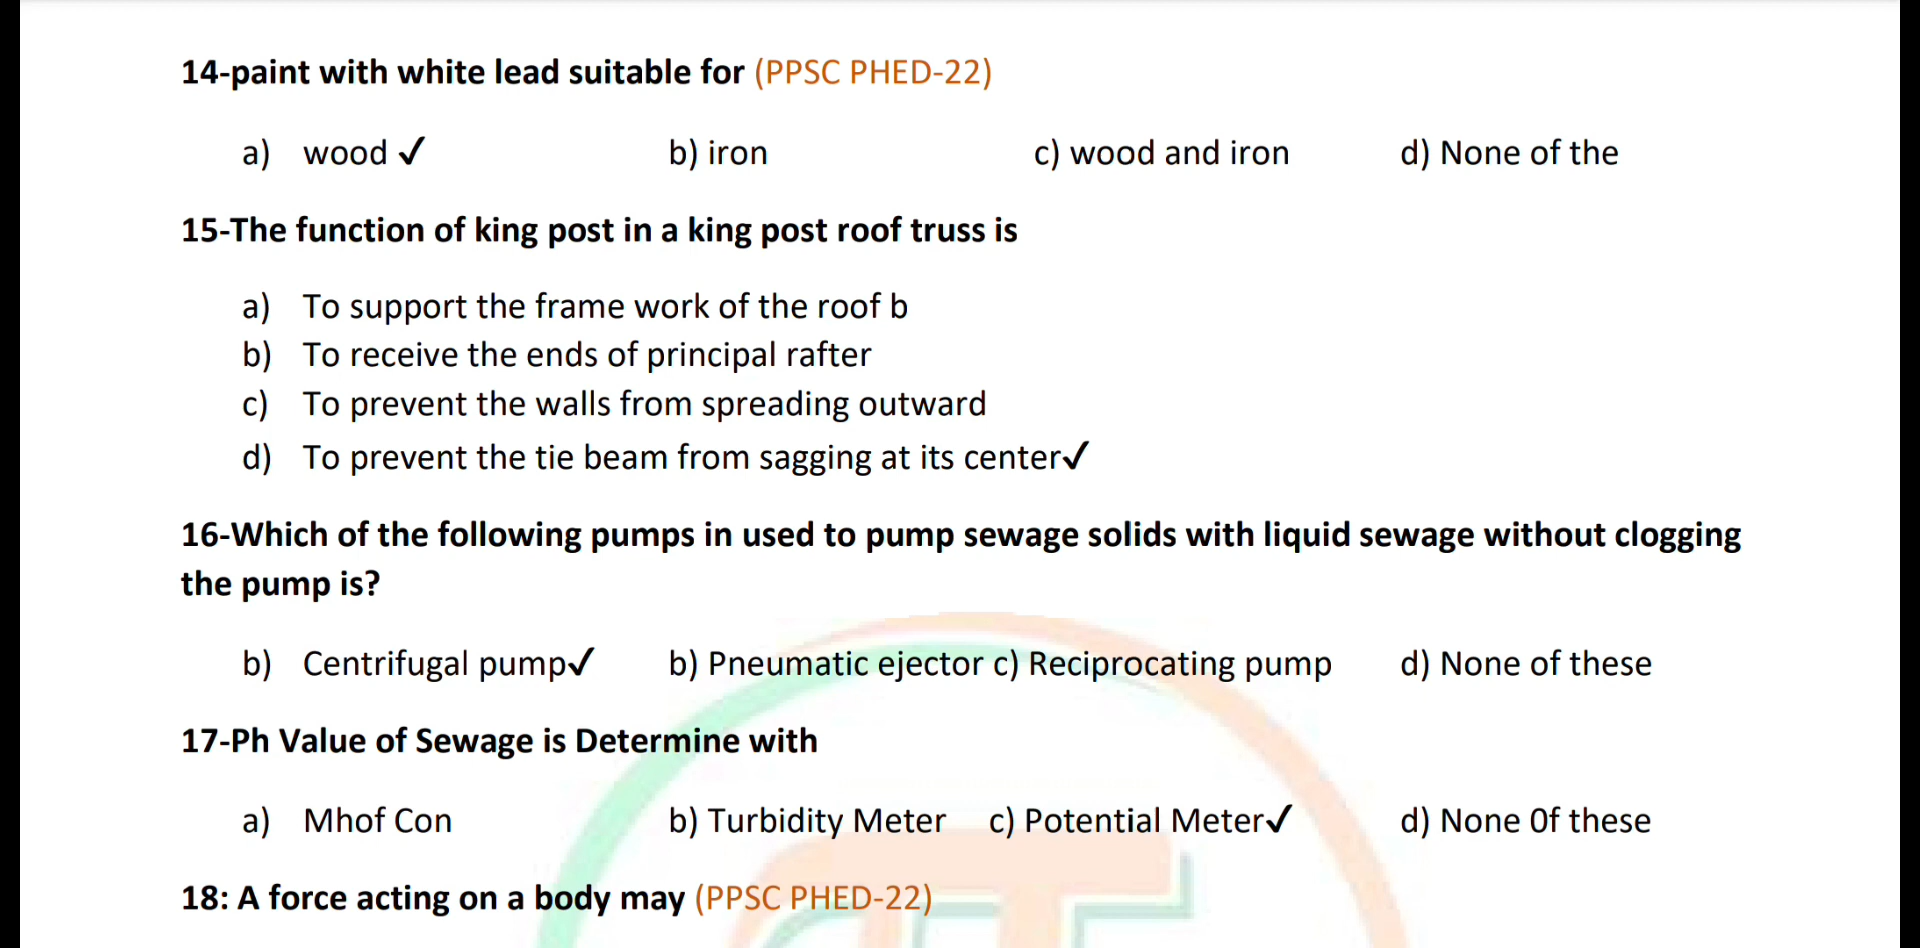 14-paint with white lead suitable for (PPSC PHED-22)
a) wood ✓ b) iron c) wood and iron d) None of the
15-The function of king post in a king post roof truss is
a) To support the frame work of the roof b
b) To receive the ends of principal rafter
c) To prevent the walls from spreading outward
d) To prevent the tie beam from sagging at its center✓
16-Which of the following pumps in used to pump sewage solids with liquid sewage without clogging
the pump is?
b) Centrifugal pump✓ b) Pneumatic ejector c) Reciprocating pump d) None of these
17-Ph Value of Sewage is Determine with
a) Mhof Con b) Turbidity Meter c) Potential Meter✓ d) None 0f these
18: A force acting on a body may (PPSC PHED-22)